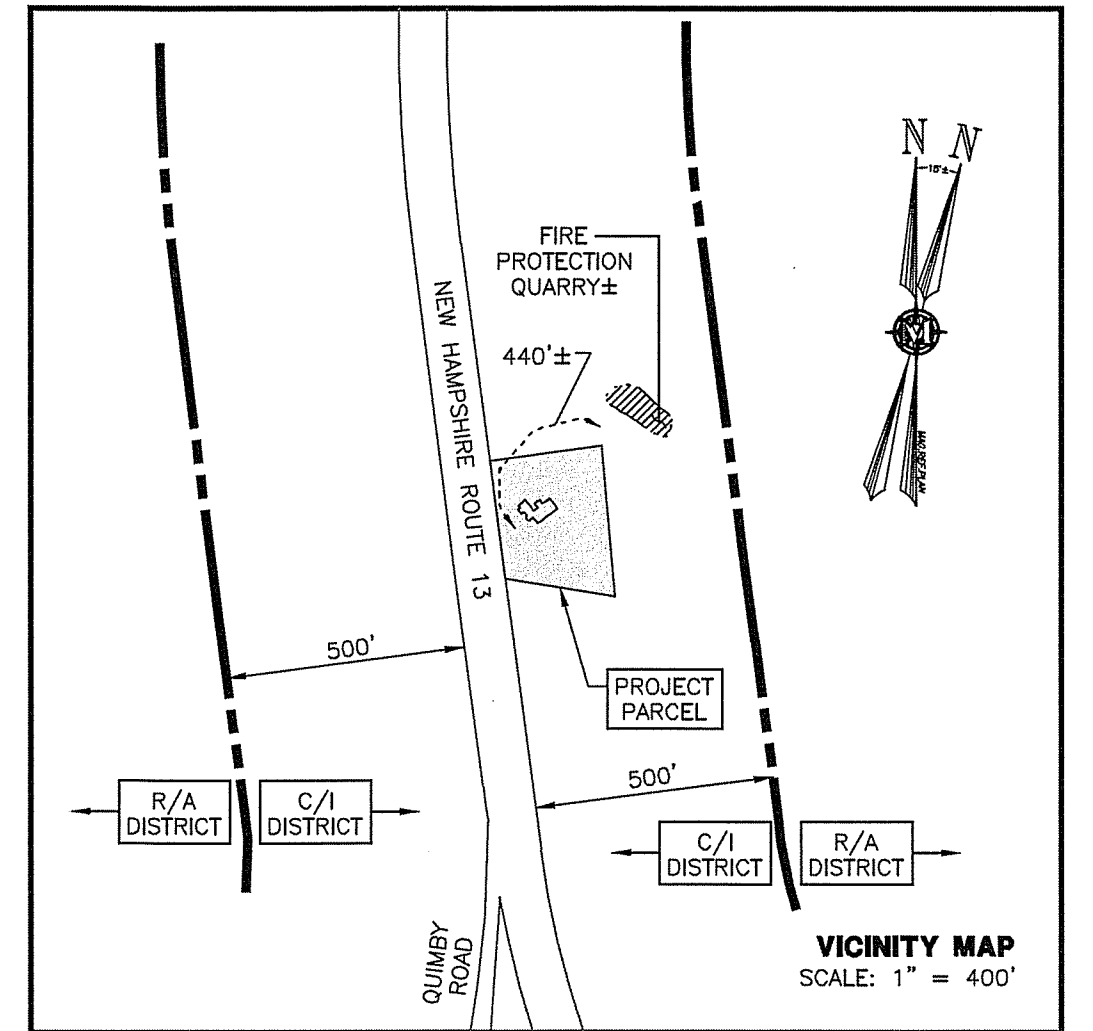 N N
15°±
FIRE
PROTECTION
QUARRY±
440'±
NEW HAMPSHIRE ROUTE 13
500'
PROJECT
PARCEL
500'
R/A
DISTRICT
C/I
DISTRICT
C/I
DISTRICT
R/A
DISTRICT
QUIMBY
ROAD
VICINITY MAP
SCALE: 1" = 400'